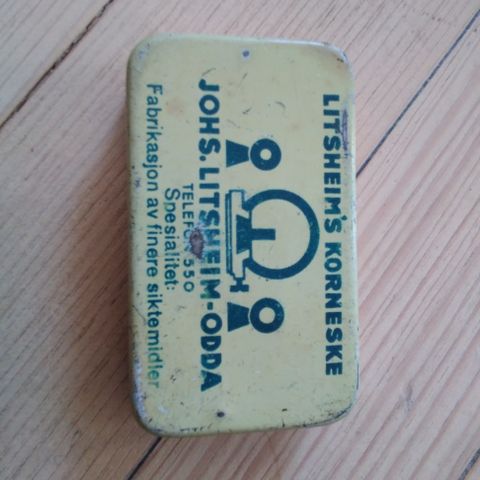 LITSHEIM'S KORNESKE
JOHS. LITSHEIM-ODDA
TELEFON 550
Spesialitet:
Fabrikasjon av finere siktemidler